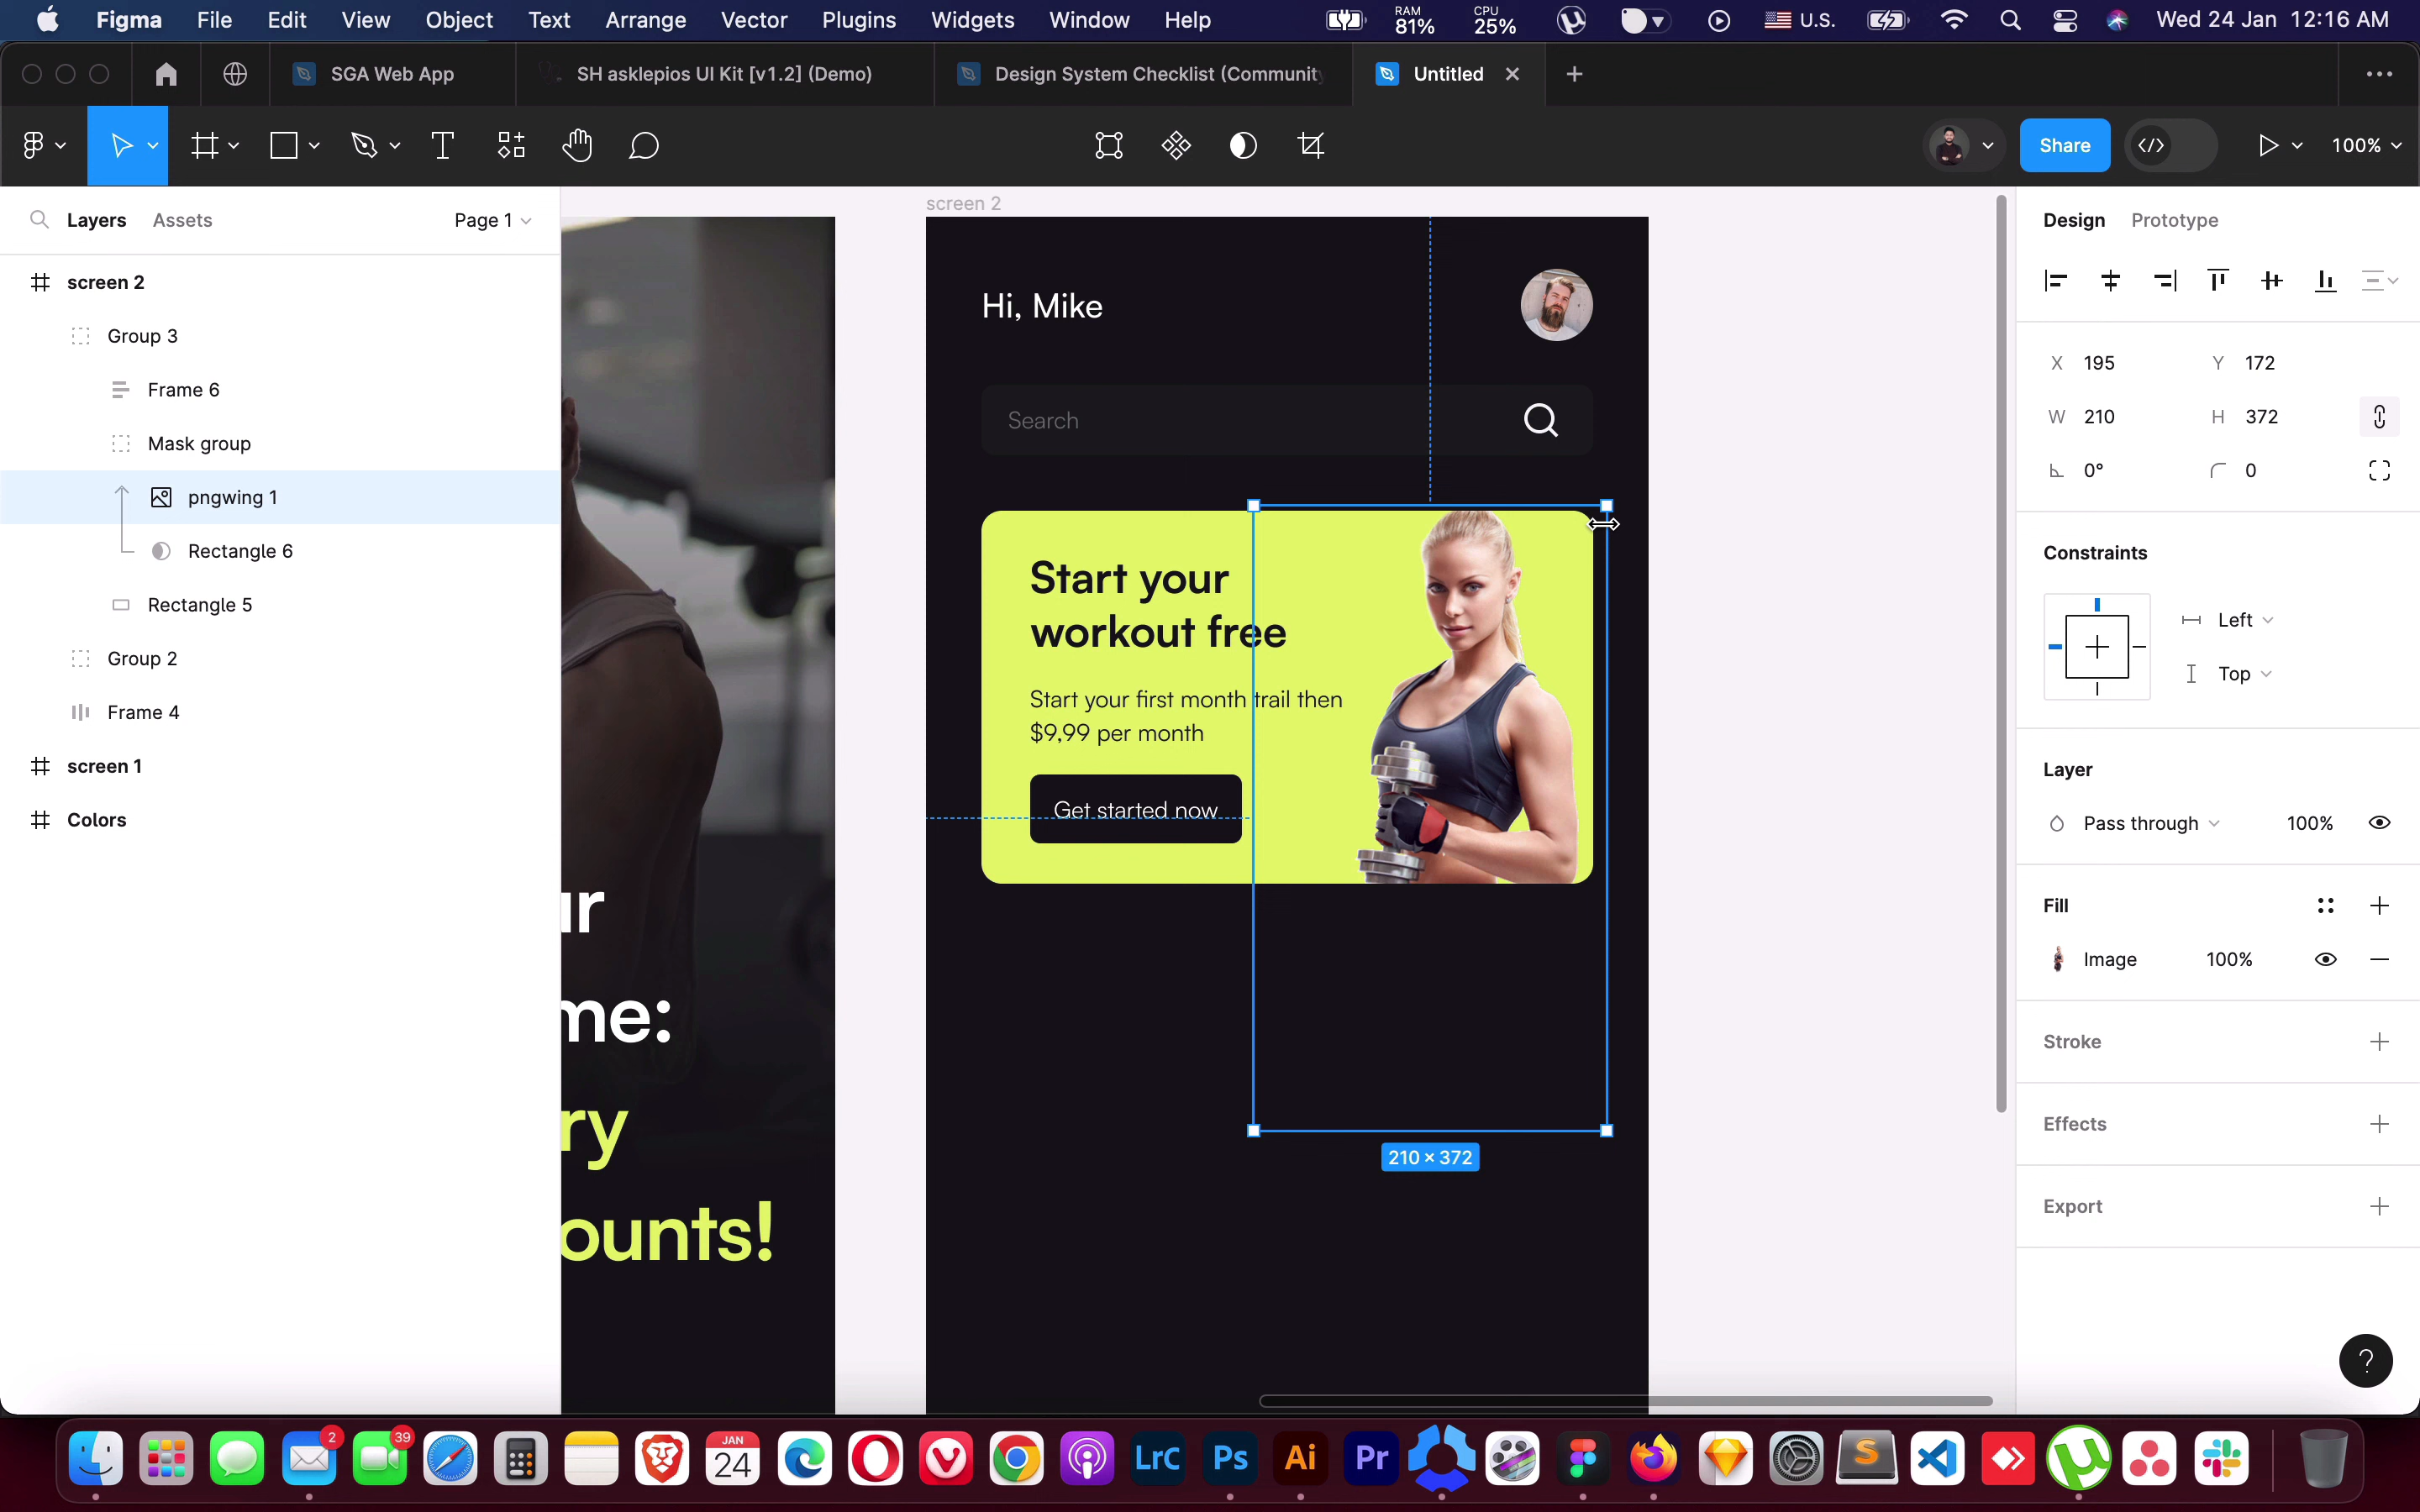 Figma File Edit View Object Text Arrange Vector Plugins Widgets Window Help
RAM 81%
CPU 25%
U.S.
Wed 24 Jan 12:16 AM
SGA Web App
SH asklepios UI Kit [v1.2] (Demo)
Design System Checklist (Community
Untitled
Share
100%
Layers Assets
Page 1
screen 2
Group 3
Frame 6
Mask group
pngwing 1
Rectangle 6
Rectangle 5
Group 2
Frame 4
screen 1
Colors
ur
me:
ry
ounts!
screen 2
Hi, Mike
Search
Start your
workout free
Start your first month trail then
$9,99 per month
Get started now
210 × 372
Design Prototype
X 195 Y 172
W 210 H 372
0° 0
Constraints
Left
Top
Layer
Pass through 100%
Fill
Image 100%
Stroke
Effects
Export
?
2
39
JAN
24
LrC
Ps
Ai
Pr
S